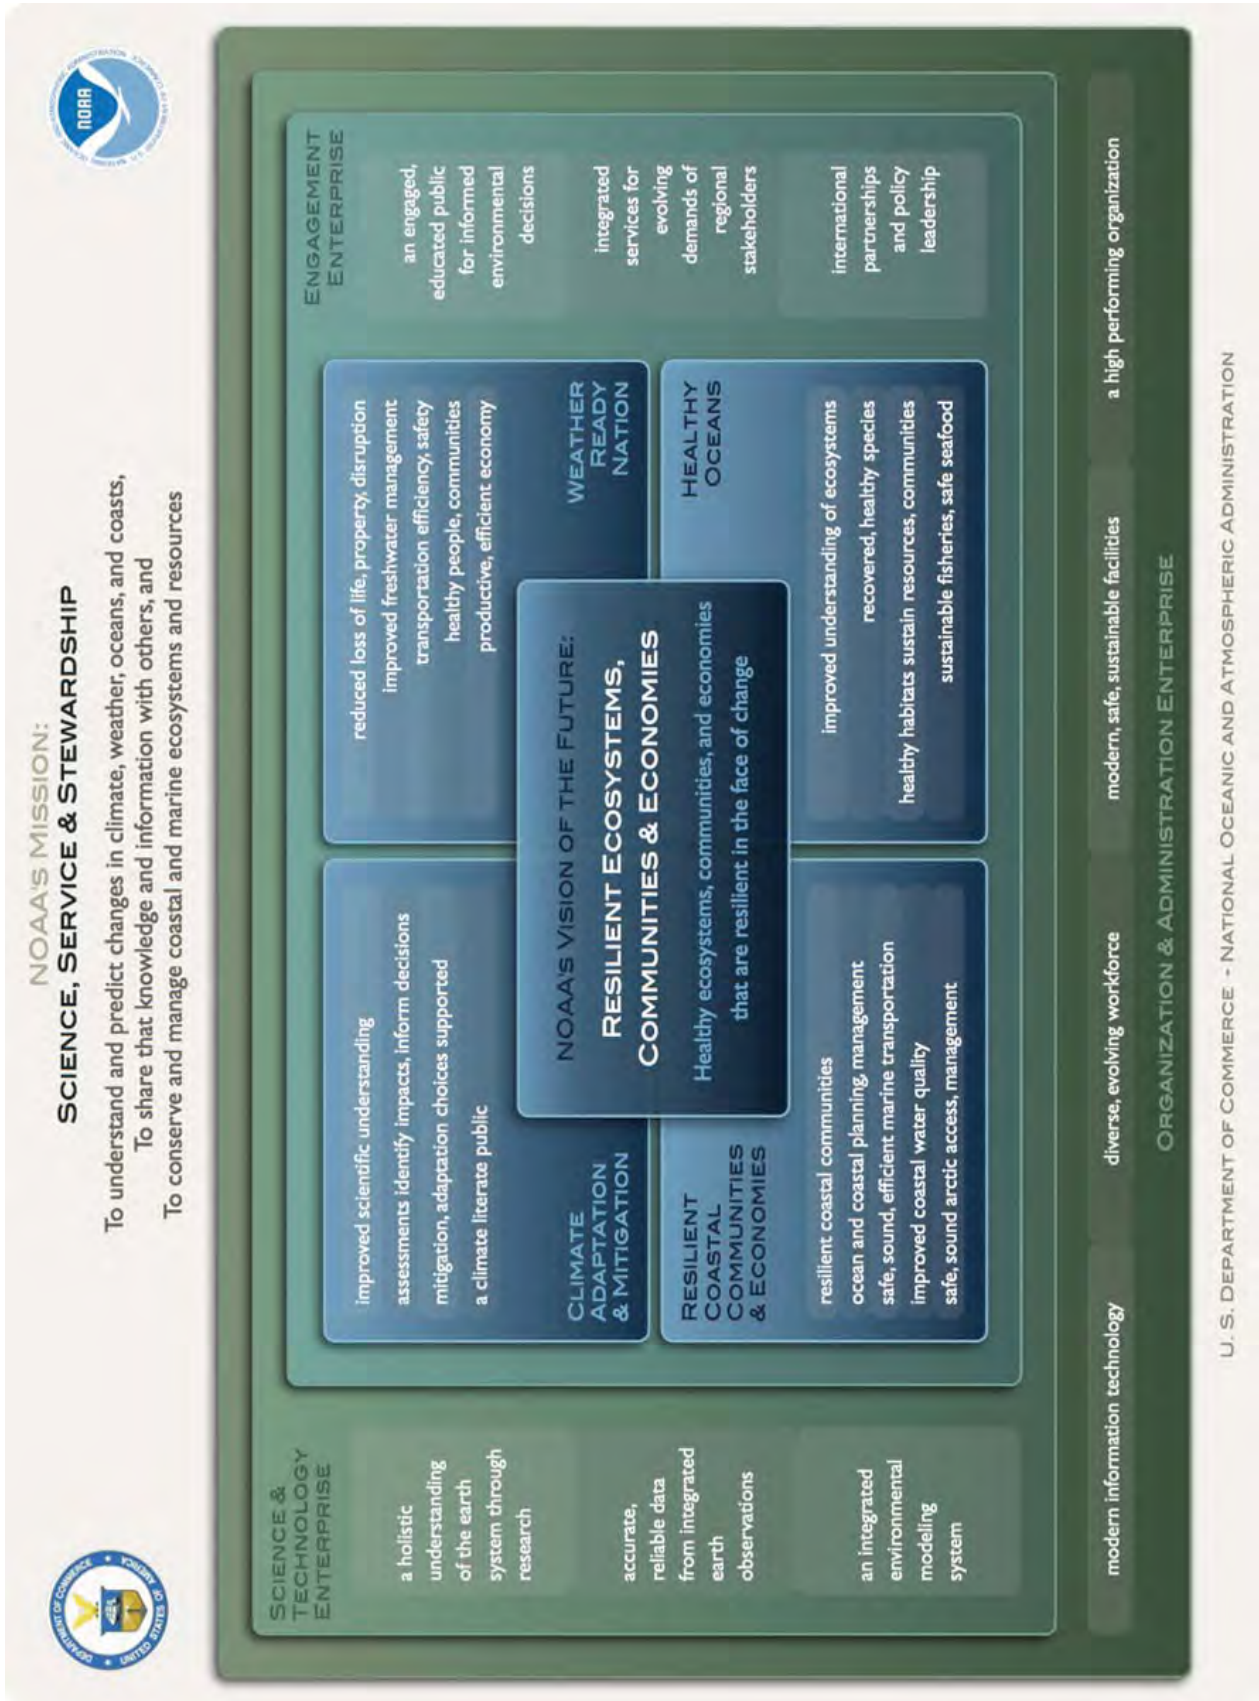 NOAA'S MISSION:
SCIENCE, SERVICE & STEWARDSHIP
To understand and predict changes in climate, weather, oceans, and coasts,
To share that knowledge and information with others, and
To conserve and manage coastal and marine ecosystems and resources
DEPARTMENT OF COMMERCE
UNITED STATES OF AMERICA
NOAA
SCIENCE &
TECHNOLOGY
ENTERPRISE
a holistic
understanding
of the earth
system through
research
accurate,
reliable data
from integrated
earth
observations
an integrated
environmental
modeling
system
improved scientific understanding
assessments identify impacts, inform decisions
mitigation, adaptation choices supported
a climate literate public
CLIMATE
ADAPTATION
& MITIGATION
reduced loss of life, property, disruption
improved freshwater management
transportation efficiency, safety
healthy people, communities
productive, efficient economy
WEATHER
READY
NATION
NOAA'S VISION OF THE FUTURE:
RESILIENT ECOSYSTEMS,
COMMUNITIES & ECONOMIES
Healthy ecosystems, communities, and economies
that are resilient in the face of change
RESILIENT
COASTAL
COMMUNITIES
& ECONOMIES
resilient coastal communities
ocean and coastal planning, management
safe, sound, efficient marine transportation
improved coastal water quality
safe, sound arctic access, management
HEALTHY
OCEANS
improved understanding of ecosystems
recovered, healthy species
healthy habitats sustain resources, communities
sustainable fisheries, safe seafood
ENGAGEMENT
ENTERPRISE
an engaged,
educated public
for informed
environmental
decisions
integrated
services for
evolving
demands of
regional
stakeholders
international
partnerships
and policy
leadership
modern information technology
diverse, evolving workforce
modern, safe, sustainable facilities
a high performing organization
ORGANIZATION & ADMINISTRATION ENTERPRISE
U.S. DEPARTMENT OF COMMERCE - NATIONAL OCEANIC AND ATMOSPHERIC ADMINISTRATION